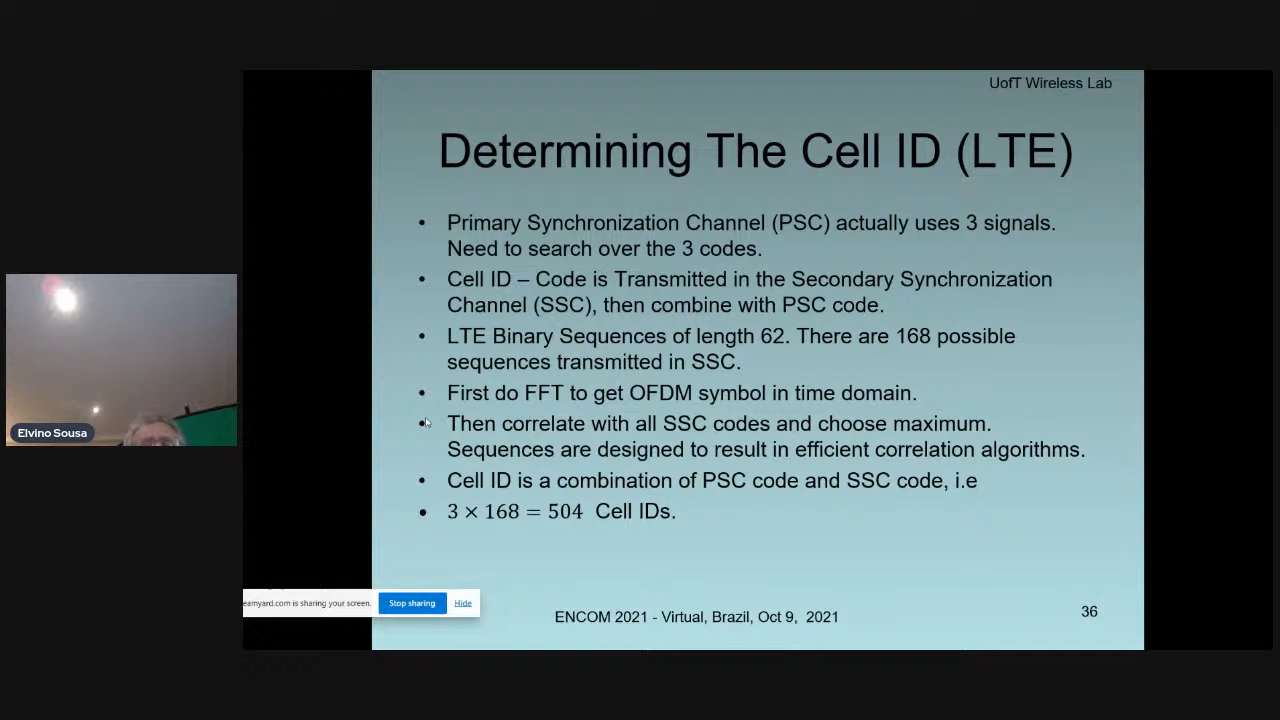 UofT Wireless Lab
Determining The Cell ID (LTE)
• Primary Synchronization Channel (PSC) actually uses 3 signals.
Need to search over the 3 codes.
• Cell ID – Code is Transmitted in the Secondary Synchronization
Channel (SSC), then combine with PSC code.
• LTE Binary Sequences of length 62. There are 168 possible
sequences transmitted in SSC.
• First do FFT to get OFDM symbol in time domain.
• Then correlate with all SSC codes and choose maximum.
Sequences are designed to result in efficient correlation algorithms.
• Cell ID is a combination of PSC code and SSC code, i.e
• 3 × 168 = 504 Cell IDs.
Elvino Sousa
eamyard.com is sharing your screen. Stop sharing Hide
ENCOM 2021 - Virtual, Brazil, Oct 9, 2021
36